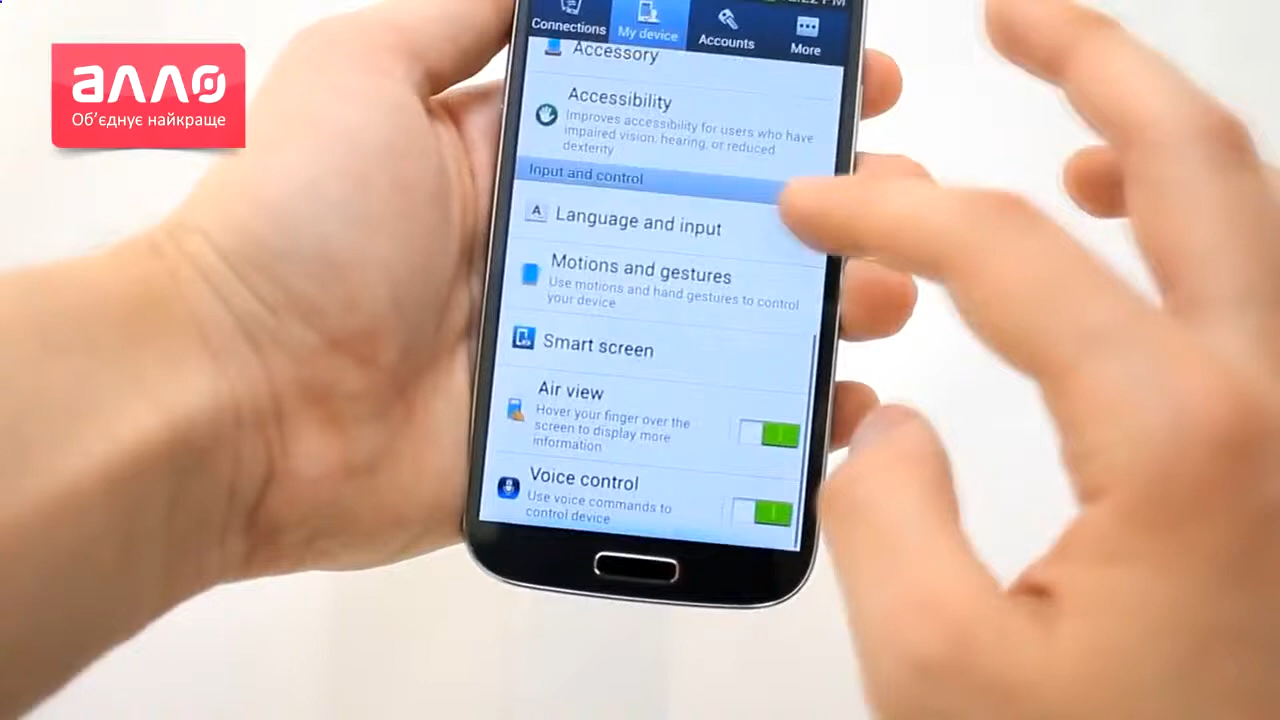 алло
Об’єднує найкраще
Connections
My device
Accounts
More
Accessory
Accessibility
Improves accessibility for users who have
impaired vision, hearing, or reduced
dexterity
Input and control
A
Language and input
Motions and gestures
Use motions and hand gestures to control
your device
Smart screen
Air view
Hover your finger over the
screen to display more
information
Voice control
Use voice commands to
control device